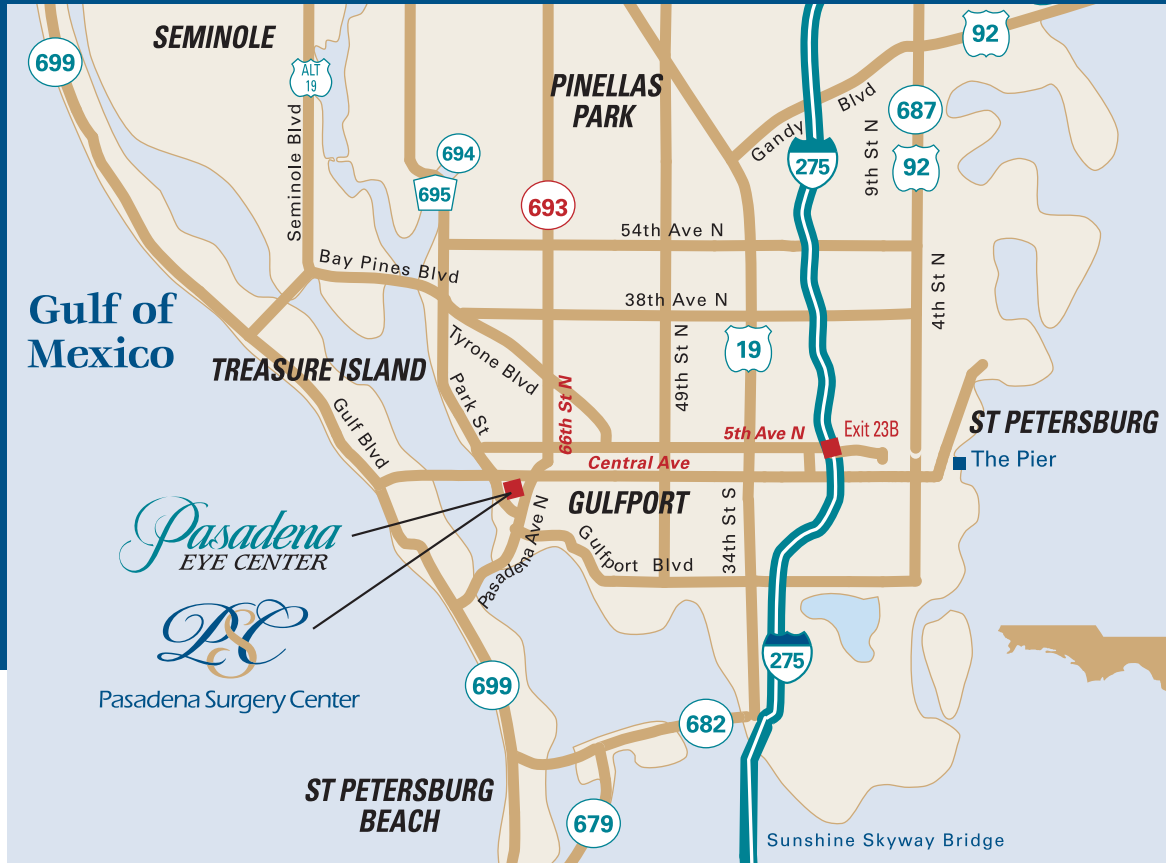 SEMINOLE
92
699
ALT
19
PINELLAS
PARK
Gandy Blvd
687
9th St N
Seminole Blvd
694
275
92
695
693
54th Ave N
Bay Pines Blvd
4th St N
38th Ave N
Gulf of
Mexico
Tyrone Blvd
49th St N
19
TREASURE ISLAND
Park St
66th St N
Gulf Blvd
5th Ave N
Exit 23B
ST PETERSBURG
The Pier
Central Ave
GULFPORT
34th St S
Pasadena
EYE CENTER
Pasadena Ave N
Gulfport Blvd
PSC
Pasadena Surgery Center
275
699
682
ST PETERSBURG
BEACH
679
Sunshine Skyway Bridge